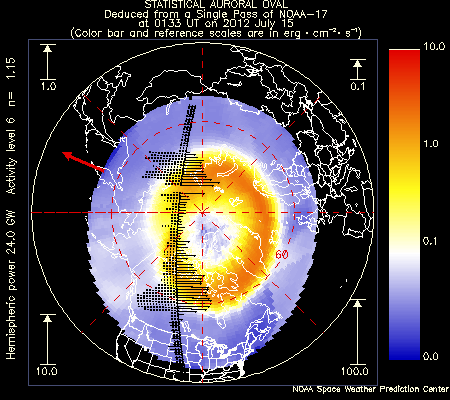 STATISTICAL AURORAL OVAL
Deduced from a Single Pass of NOAA-17
at 0133 UT on 2012 July 15
(Color bar and reference scales are in erg · cm⁻² · s⁻¹)
10.0
1.0
0.1
0.0
1.0
0.1
10.0
100.0
60
Hemispheric power 24.0 GW Activity level 6 n= 1.15
NOAA Space Weather Prediction Center